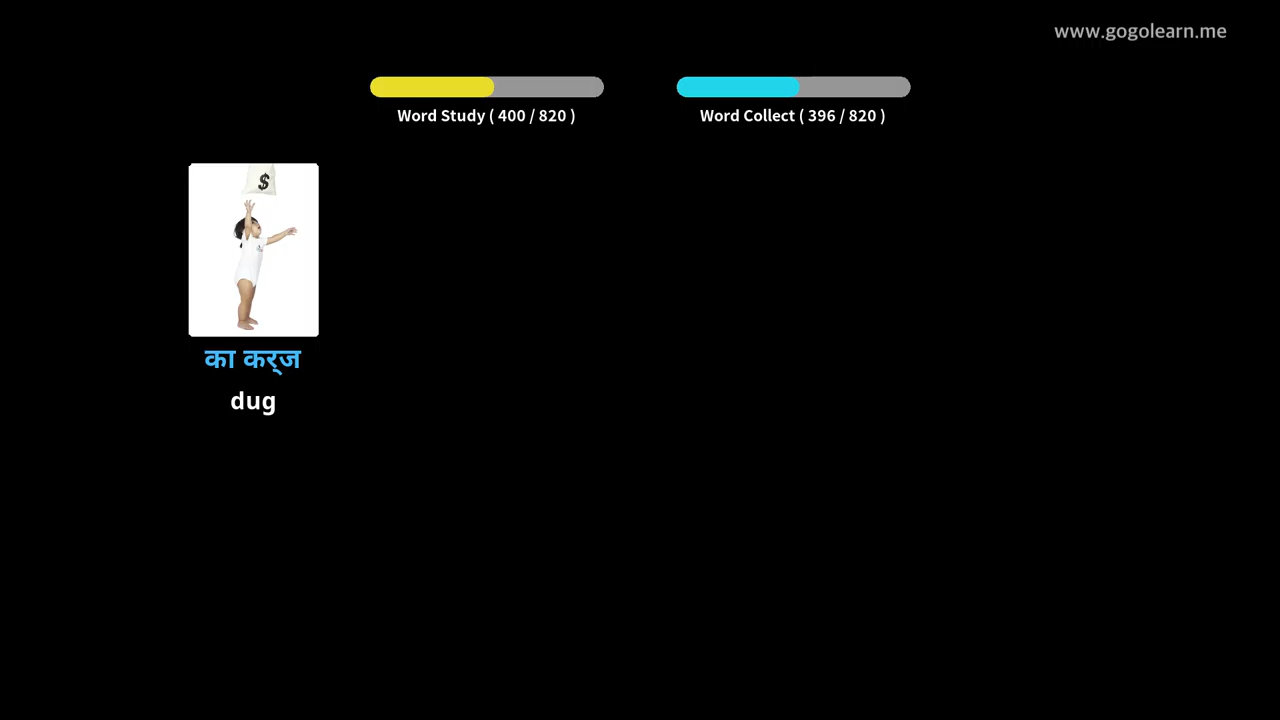 www.gogolearn.me
Word Study ( 400 / 820 )
Word Collect ( 396 / 820 )
$
का कर्ज
dug